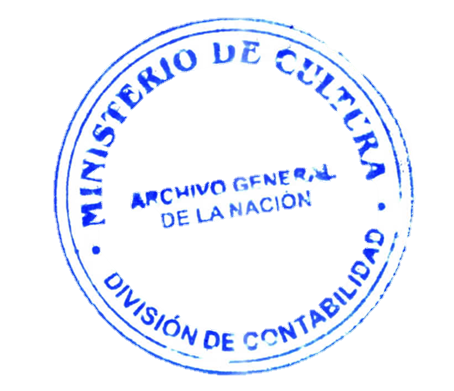 MINISTERIO DE CULTURA
ARCHIVO GENERAL
DE LA NACIÓN
DIVISIÓN DE CONTABILIDAD